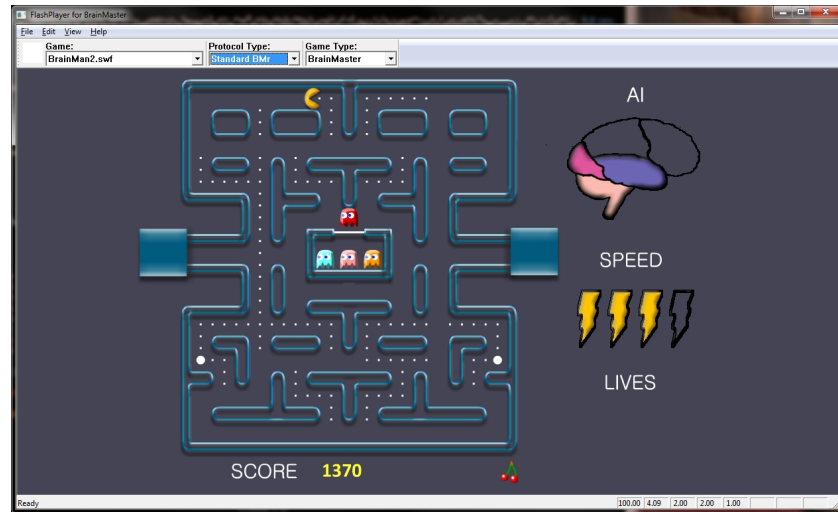 FlashPlayer for BrainMaster
File Edit View Help
Game: Protocol Type: Game Type:
BrainMan2.swf Standard BMr BrainMaster
AI
SPEED
LIVES
SCORE 1370
Ready 100.00 4.09 2.00 2.00 1.00